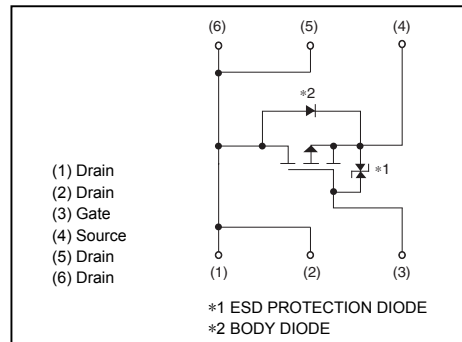 (6) (5) (4)
∗2
∗1
(1) Drain
(2) Drain
(3) Gate
(4) Source
(5) Drain
(6) Drain
(1) (2) (3)
∗1 ESD PROTECTION DIODE
∗2 BODY DIODE